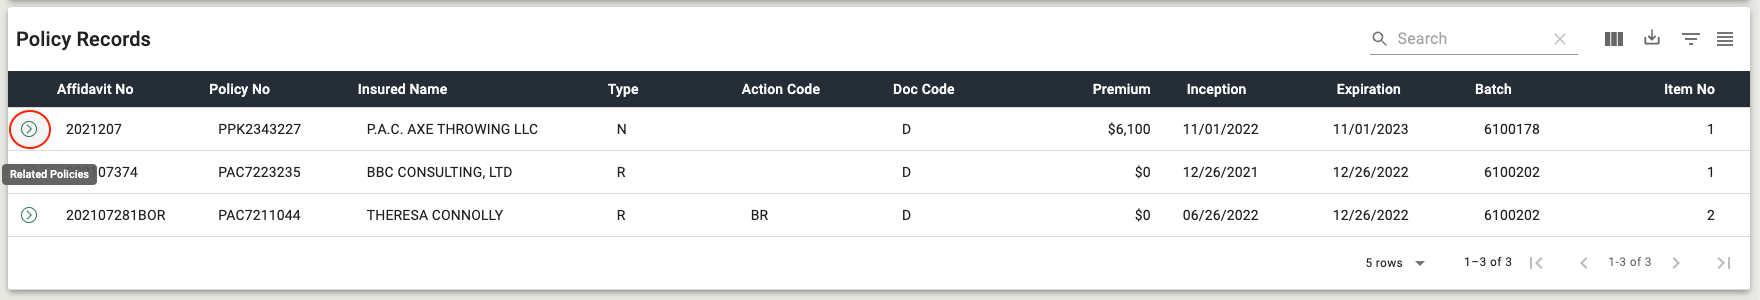 Policy Records
Search
Affidavit No Policy No Insured Name Type Action Code Doc Code Premium Inception Expiration Batch Item No
2021207 PPK2343227 P.A.C. AXE THROWING LLC N D $6,100 11/01/2022 11/01/2023 6100178 1
Related Policies
07374 PAC7223235 BBC CONSULTING, LTD R D $0 12/26/2021 12/26/2022 6100202 1
202107281BOR PAC7211044 THERESA CONNOLLY R BR D $0 06/26/2022 12/26/2022 6100202 2
5 rows 1–3 of 3 1-3 of 3